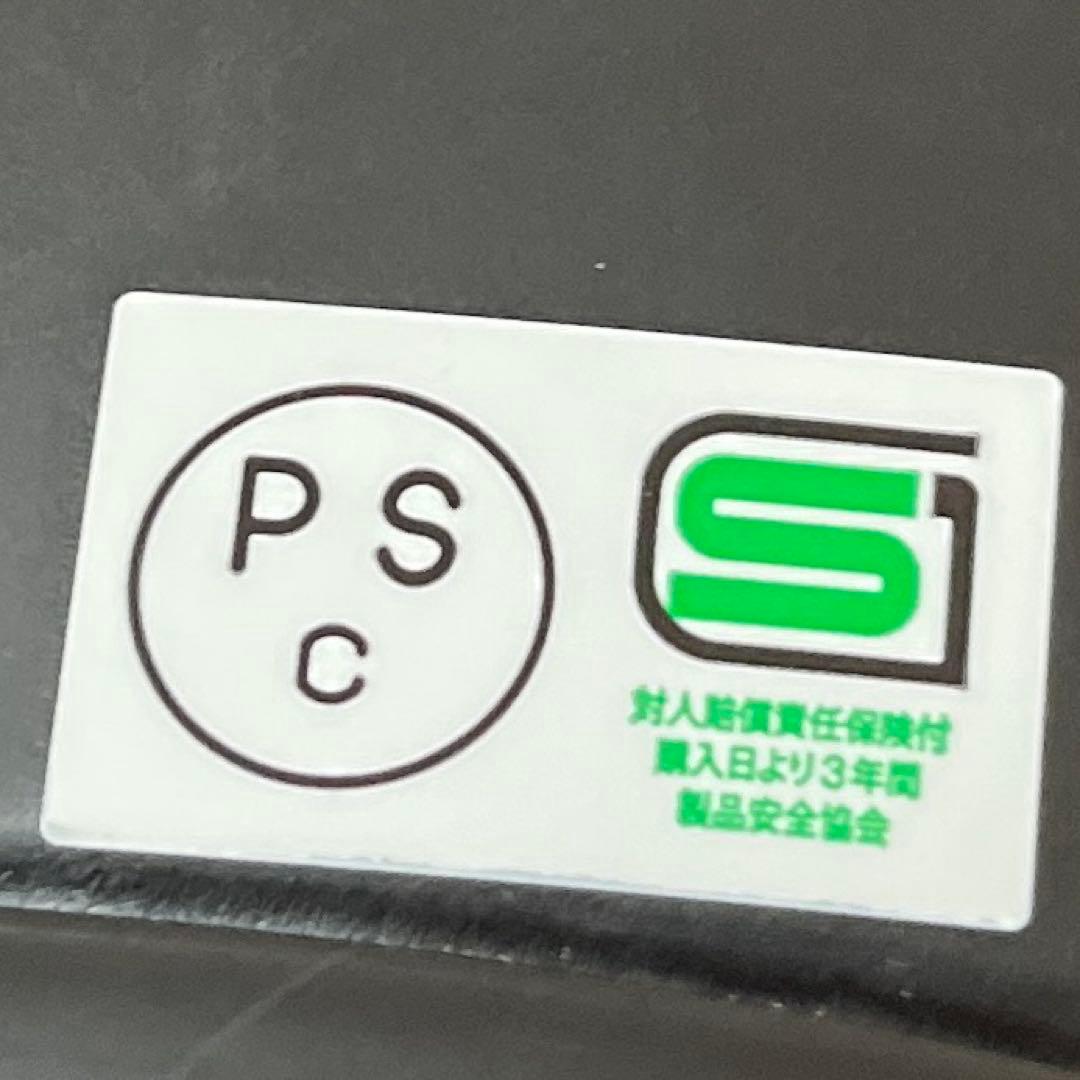 P S
C
SG
対人賠償責任保険付
購入日より3年間
製品安全協会